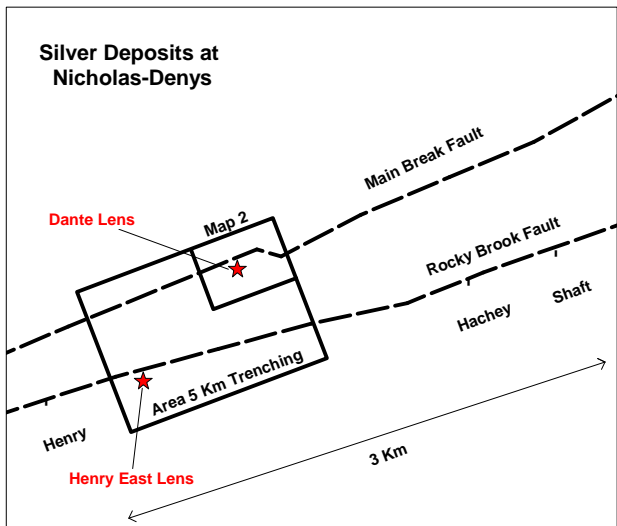 Silver Deposits at
Nicholas-Denys
Main Break Fault
Map 2
Dante Lens
Rocky Brook Fault
Shaft
Hachey
Area 5 Km Trenching
Henry
3 Km
Henry East Lens